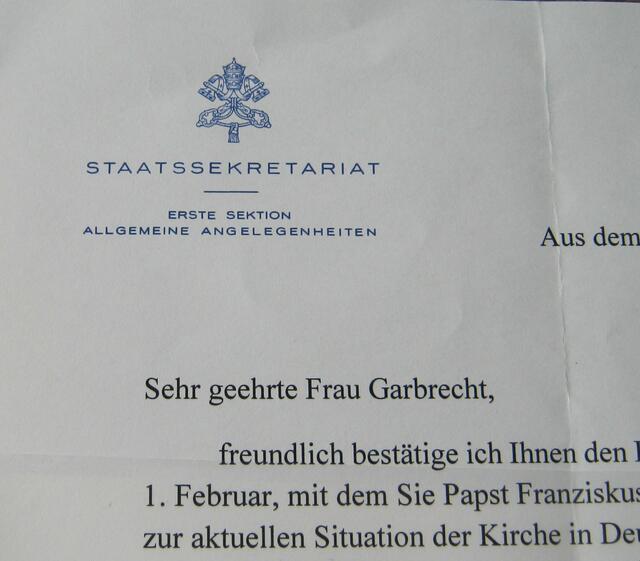 STAATSSEKRETARIAT
ERSTE SEKTION
ALLGEMEINE ANGELEGENHEITEN
Aus dem
Sehr geehrte Frau Garbrecht,
freundlich bestätige ich Ihnen den
1. Februar, mit dem Sie Papst Franziskus
zur aktuellen Situation der Kirche in